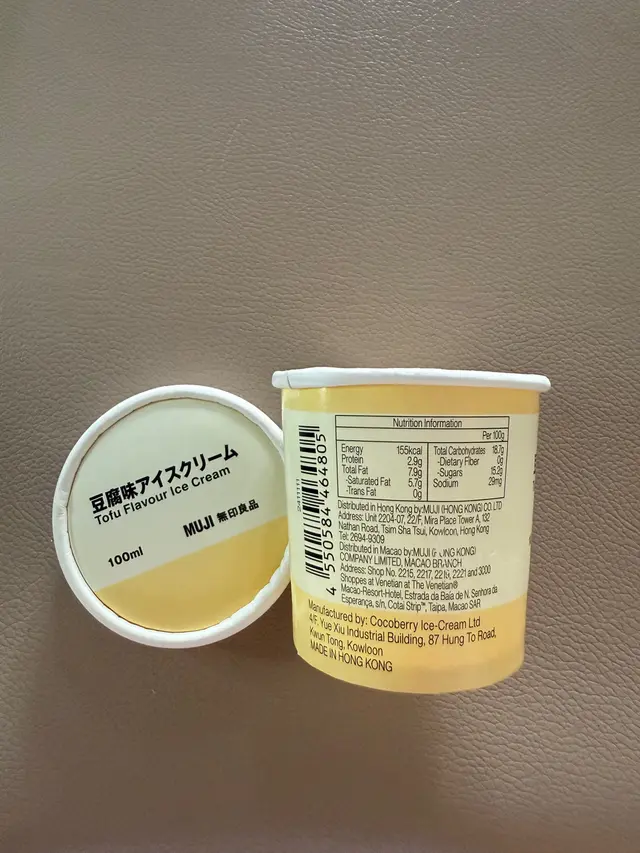 豆腐味アイスクリーム
Tofu Flavour Ice Cream
MUJI 無印良品
100ml
4 550584 464805
Nutrition Information
Per 100g
Energy 155kcal
Protein 2.9g
Total Fat 7.9g
-Saturated Fat 5.7g
-Trans Fat 0g
Total Carbohydrates 18.7g
-Dietary Fiber 0g
-Sugars 15.2g
Sodium 29mg
Distributed in Hong Kong by:MUJI (HONG KONG) CO. LTD
Address: Unit 2204-07, 22/F, Mira Place Tower A, 132
Nathan Road, Tsim Sha Tsui, Kowloon, Hong Kong
Tel: 2694-9309
Distributed in Macao by:MUJI KONG)
COMPANY LIMITED, MACAO BRANCH
Address: Shop No. 2215, 2217, 2221 and 3000
Shoppes at Venetian at The Venetian®
Macao-Resort-Hotel, Estrada da Baía de N. Senhora da
Esperança, s/n, Cotai Strip™, Taipa, Macao SAR
Manufactured by: Cocoberry Ice-Cream Ltd
4/F, Yue Xiu Industrial Building, 87 Hung To Road,
Kwun Tong, Kowloon
MADE IN HONG KONG